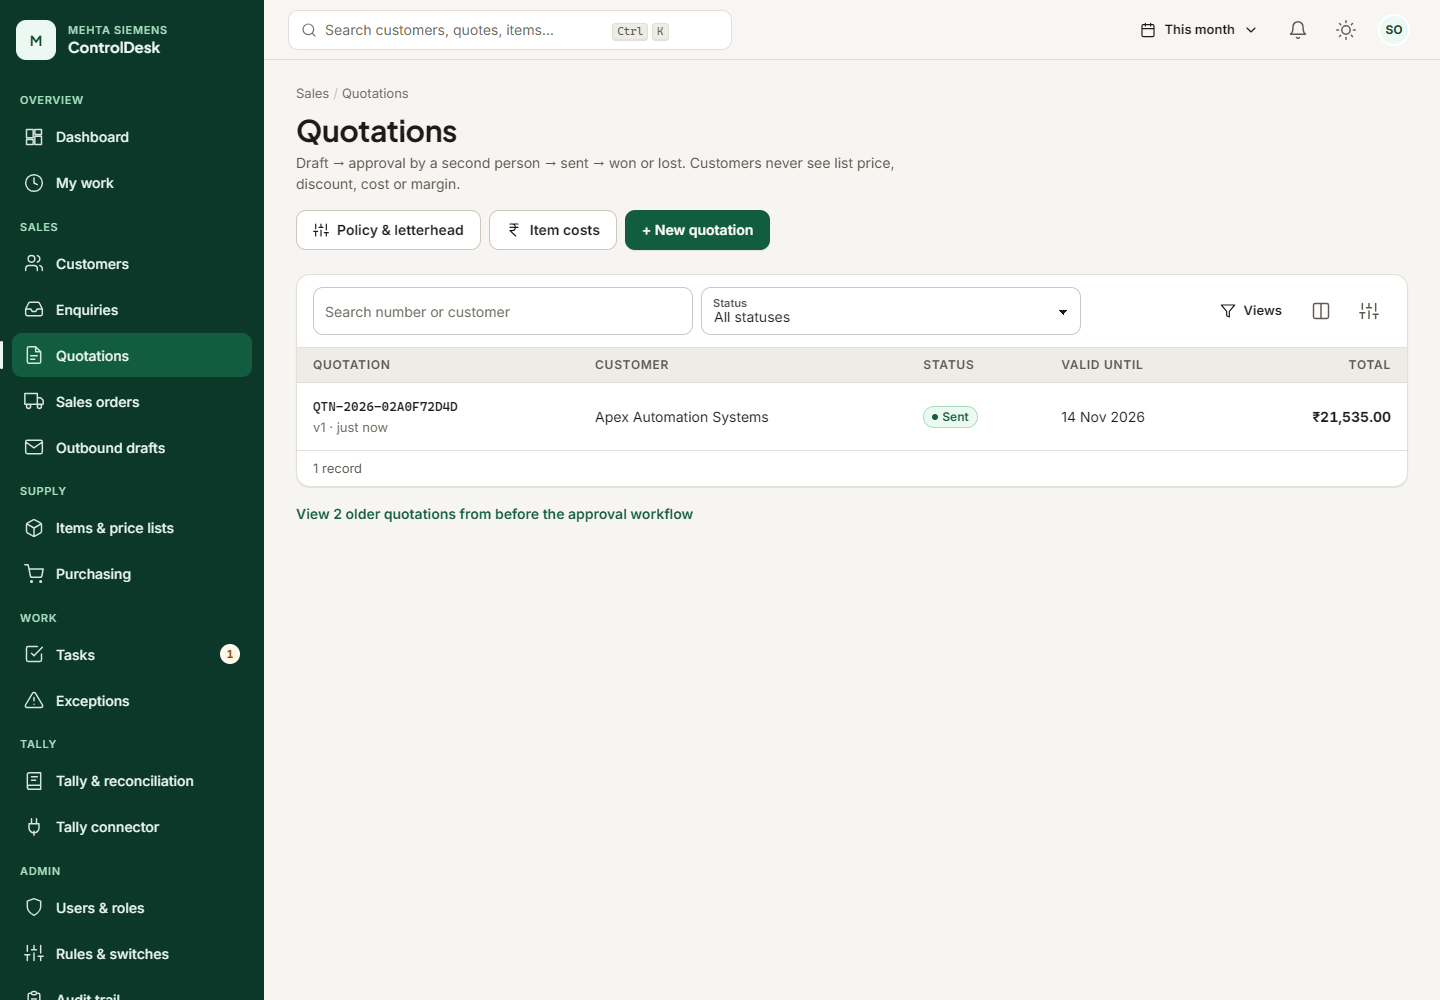 M
MEHTA SIEMENS
ControlDesk
OVERVIEW
Dashboard
My work
SALES
Customers
Enquiries
Quotations
Sales orders
Outbound drafts
SUPPLY
Items & price lists
Purchasing
WORK
Tasks 1
Exceptions
TALLY
Tally & reconciliation
Tally connector
ADMIN
Users & roles
Rules & switches
Audit trail
Search customers, quotes, items... Ctrl K
This month
SO
Sales / Quotations
Quotations
Draft → approval by a second person → sent → won or lost. Customers never see list price,
discount, cost or margin.
Policy & letterhead ₹ Item costs + New quotation
Search number or customer
Status
All statuses
Views
QUOTATION CUSTOMER STATUS VALID UNTIL TOTAL
QTN-2026-02A0F72D4D
v1 · just now
Apex Automation Systems Sent 14 Nov 2026 ₹21,535.00
1 record
View 2 older quotations from before the approval workflow